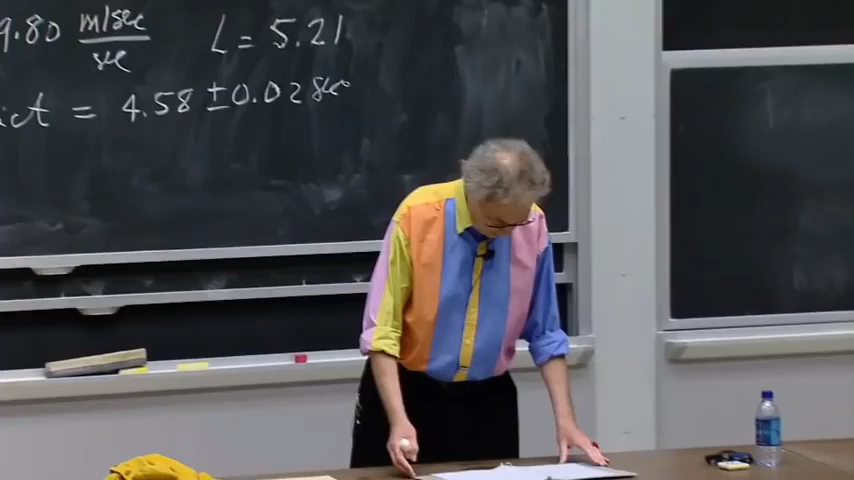 9.80 m/sec/sec L = 5.21
ict = 4.58 ±0.02 sec